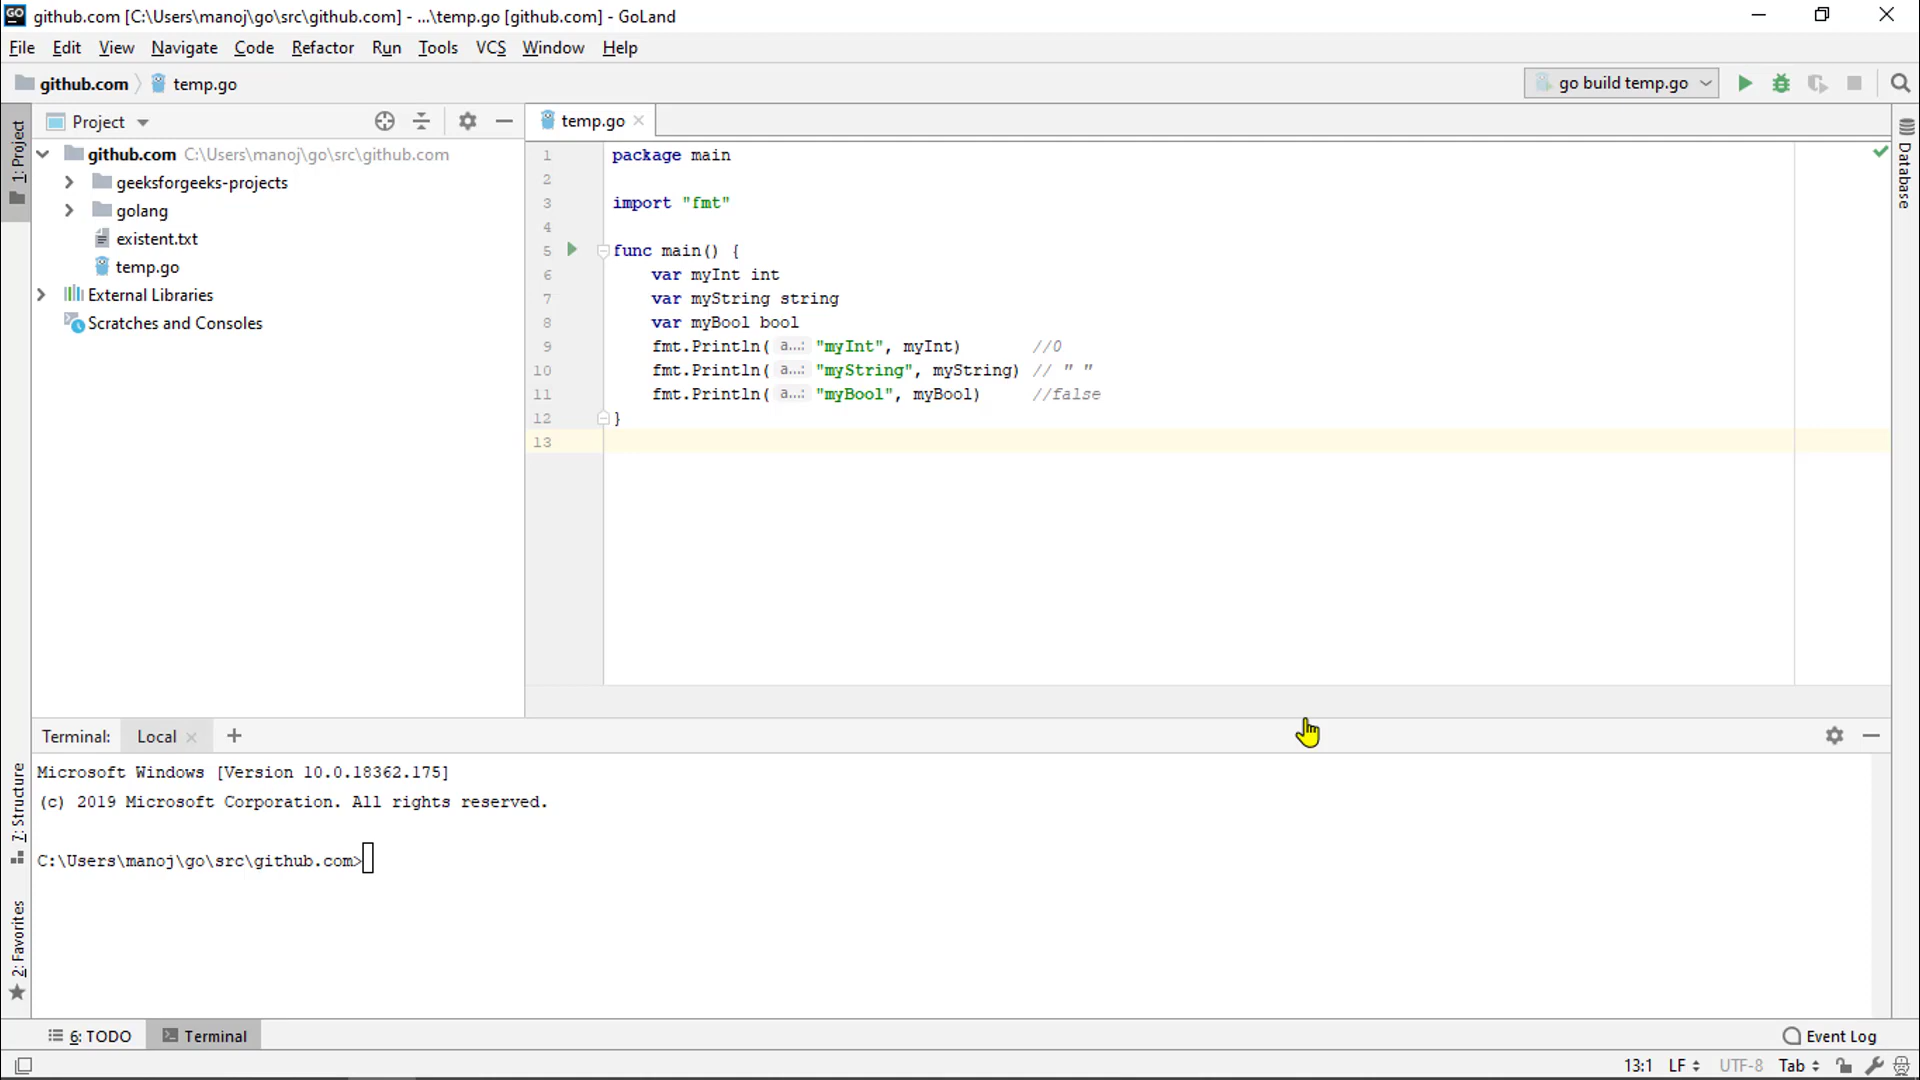 GO github.com [C:\Users\manoj\go\src\github.com] - ...\temp.go [github.com] - GoLand
File Edit View Navigate Code Refactor Run Tools VCS Window Help
github.com temp.go go build temp.go
1: Project
Project
temp.go
github.com C:\Users\manoj\go\src\github.com
geeksforgeeks-projects
golang
existent.txt
temp.go
External Libraries
Scratches and Consoles
1 package main
2
3 import "fmt"
4
5 func main() {
6 var myInt int
7 var myString string
8 var myBool bool
9 fmt.Println( a...: "myInt", myInt) //0
10 fmt.Println( a...: "myString", myString) // " "
11 fmt.Println( a...: "myBool", myBool) //false
12 }
13
Database
Terminal: Local +
Microsoft Windows [Version 10.0.18362.175]
(c) 2019 Microsoft Corporation. All rights reserved.
C:\Users\manoj\go\src\github.com>
7: Structure
2: Favorites
6: TODO Terminal Event Log
13:1 LF UTF-8 Tab